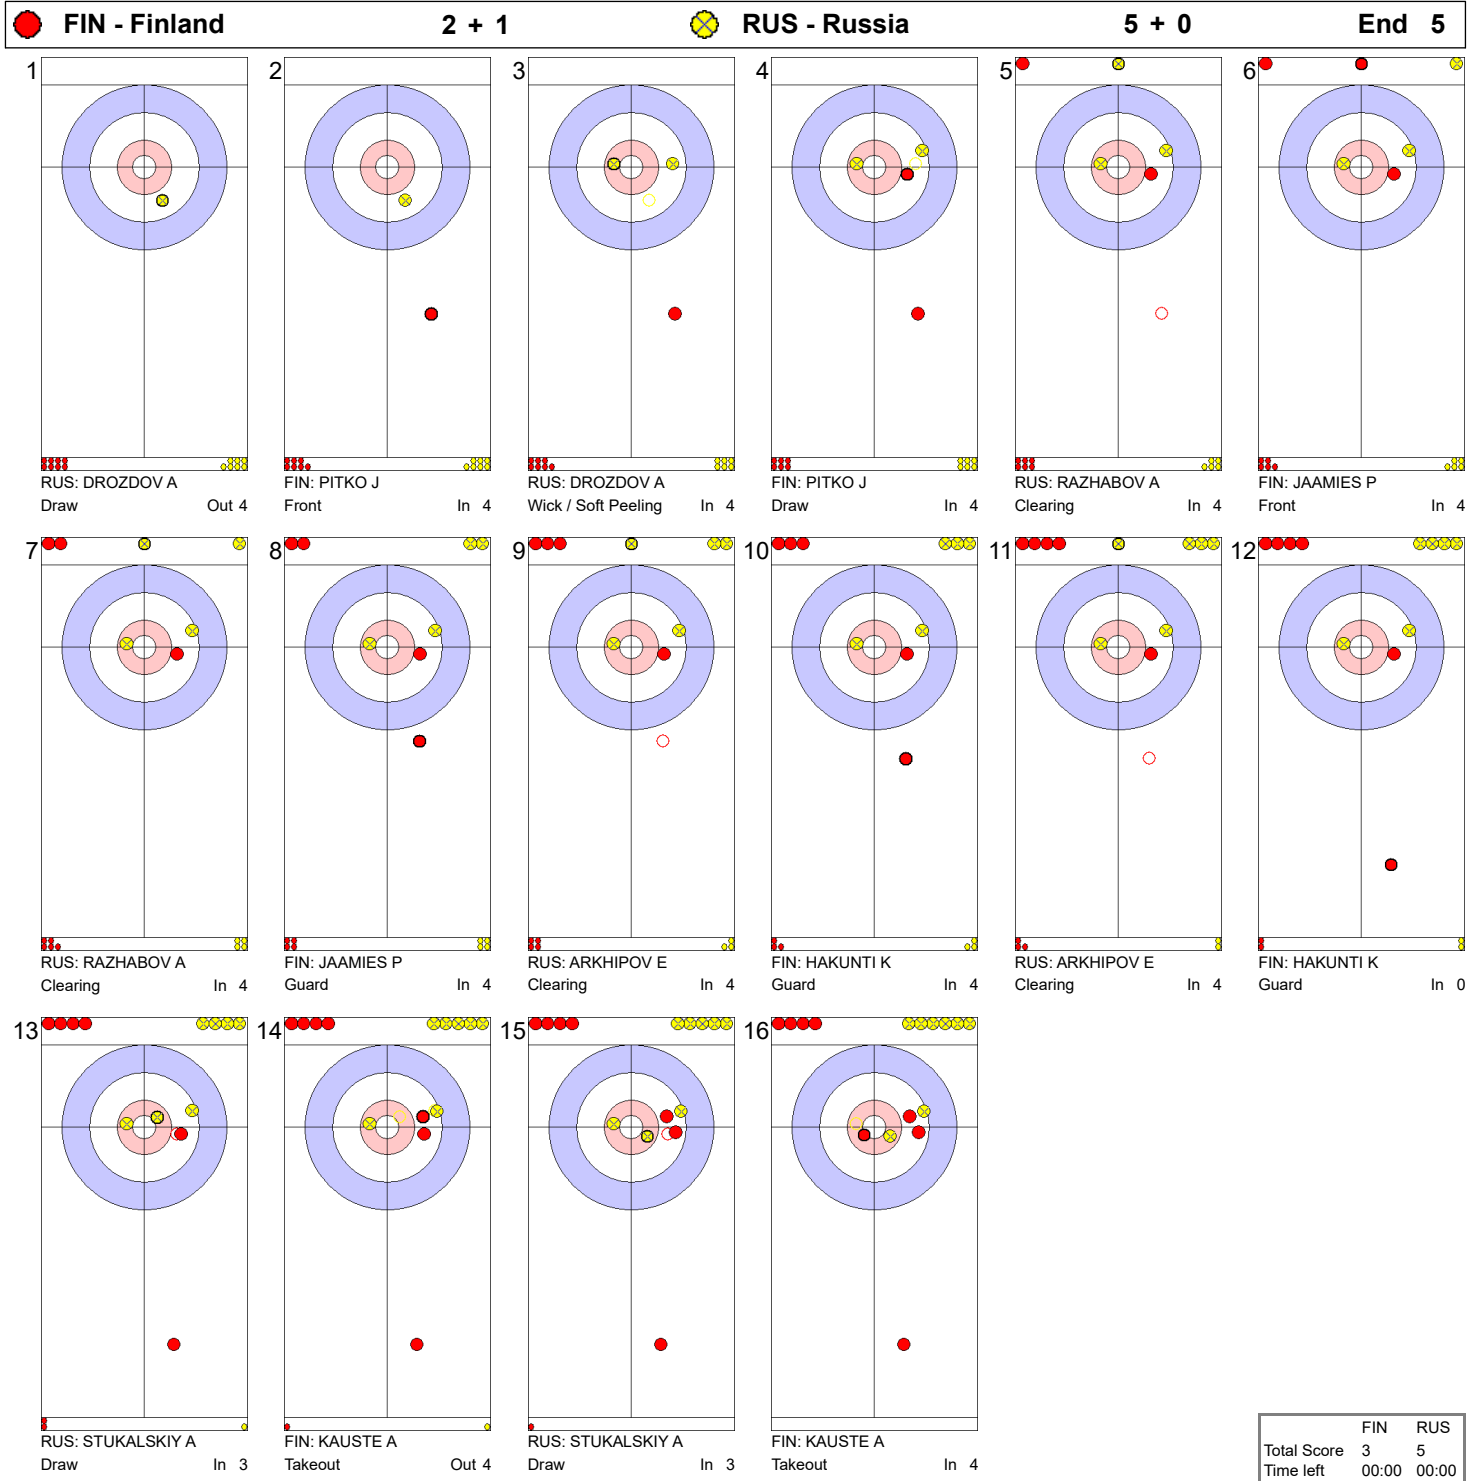 FIN - Finland 2 + 1 RUS - Russia 5 + 0 End 5
1 2 3 4 5 6
RUS: DROZDOV A FIN: PITKO J RUS: DROZDOV A FIN: PITKO J RUS: RAZHABOV A FIN: JAAMIES P
Draw Out 4 Front In 4 Wick / Soft Peeling In 4 Draw In 4 Clearing In 4 Front In 4
7 8 9 10 11 12
RUS: RAZHABOV A FIN: JAAMIES P RUS: ARKHIPOV E FIN: HAKUNTI K RUS: ARKHIPOV E FIN: HAKUNTI K
Clearing In 4 Guard In 4 Clearing In 4 Guard In 4 Clearing In 4 Guard In 0
13 14 15 16
RUS: STUKALSKIY A FIN: KAUSTE A RUS: STUKALSKIY A FIN: KAUSTE A
Draw In 3 Takeout Out 4 Draw In 3 Takeout In 4
FIN RUS
Total Score 3 5
Time left 00:00 00:00